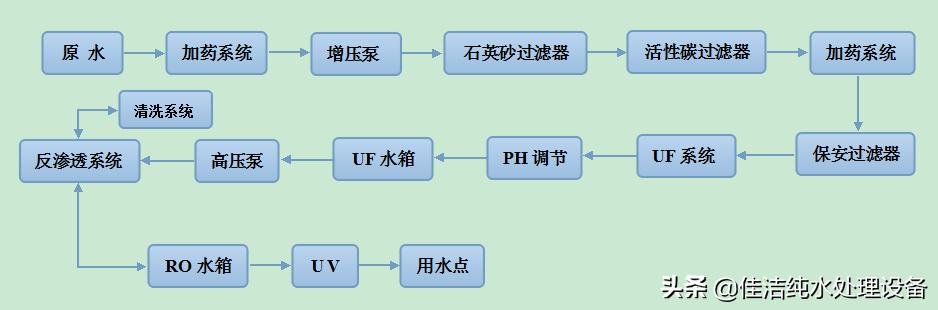 原 水
加药系统
增压泵
石英砂过滤器
活性碳过滤器
加药系统
清洗系统
反渗透系统
高压泵
UF 水箱
PH 调节
UF 系统
保安过滤器
RO 水箱
U V
用水点
头条 @佳洁纯水处理设备